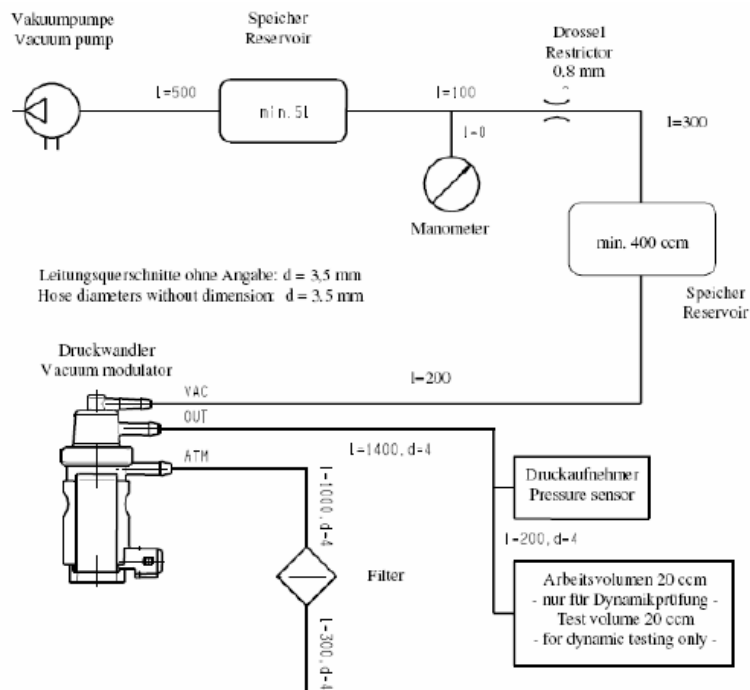 Vakuumpumpe
Vacuum pump
Speicher
Reservoir
Drossel
Restrictor
0.8 mm
l=500
min. 5l
l=100
l=0
l=300
Manometer
min. 400 ccm
Speicher
Reservoir
Leitungsquerschnitte ohne Angabe: d = 3,5 mm
Hose diameters without dimension: d = 3.5 mm
Druckwandler
Vacuum modulator
VAC
l=200
OUT
l=1400, d=4
ATM
Druckaufnehmer
Pressure sensor
l=1000, d=4
l=200, d=4
Filter
Arbeitsvolumen 20 ccm
- nur für Dynamikprüfung -
Test volume 20 ccm
- for dynamic testing only -
l=300, d=4